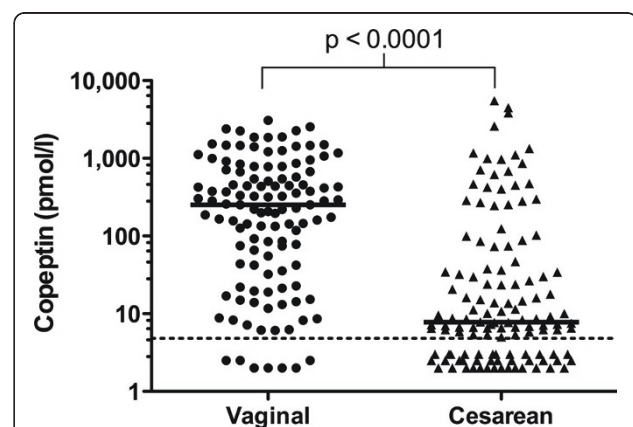 p < 0.0001
10,000
1,000
100
10
1
Copeptin (pmol/l)
Vaginal
Cesarean